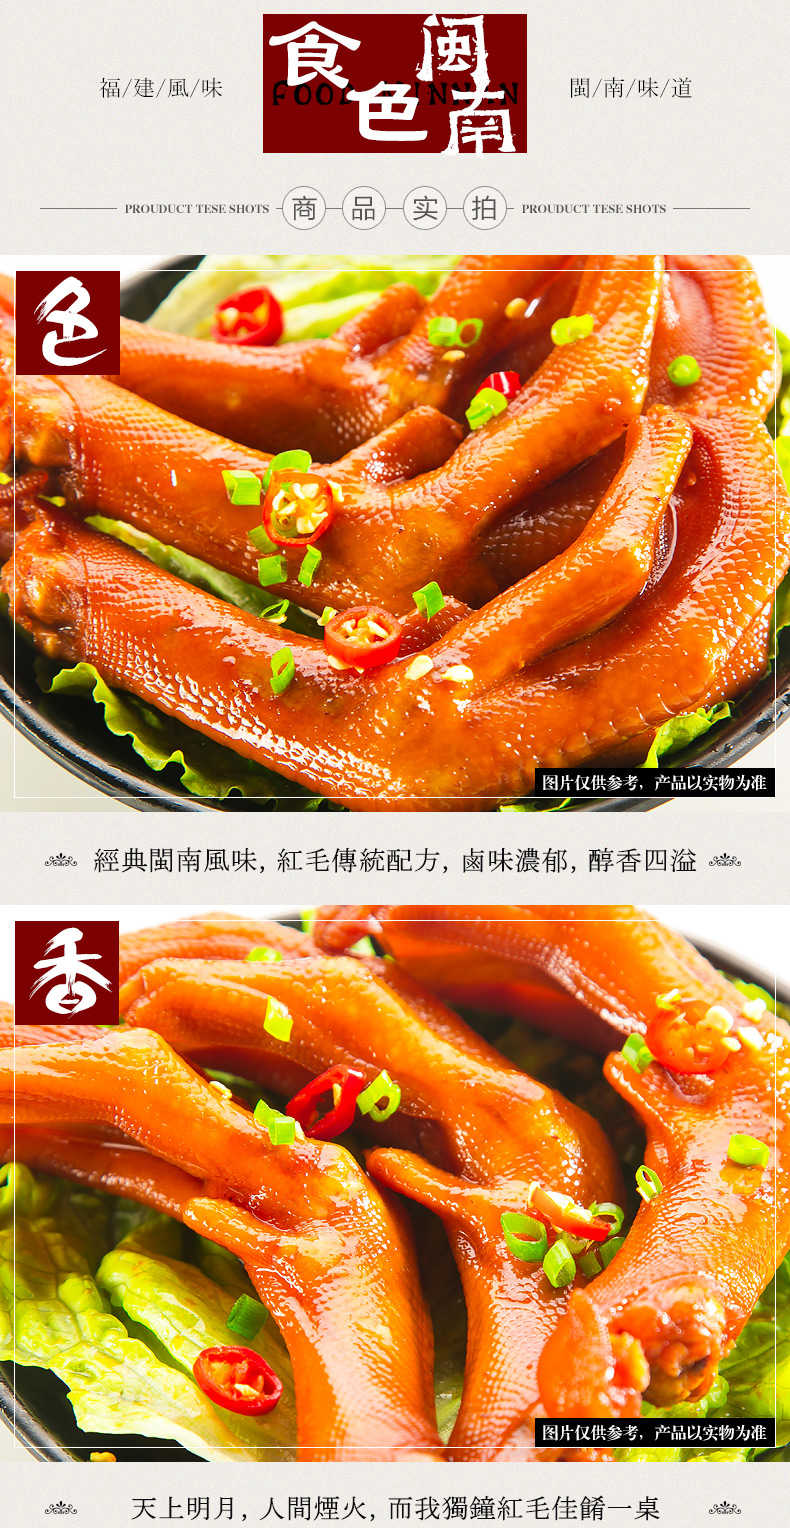 福/建/風/味
食色閩南
FOOD MINNAN
閩/南/味/道
PROUDUCT TESE SHOTS 商品实拍 PROUDUCT TESE SHOTS
色
图片仅供参考，产品以实物为准
經典閩南風味, 紅毛傳統配方, 鹵味濃郁, 醇香四溢
香
图片仅供参考，产品以实物为准
天上明月, 人間煙火, 而我獨鐘紅毛佳餚一桌